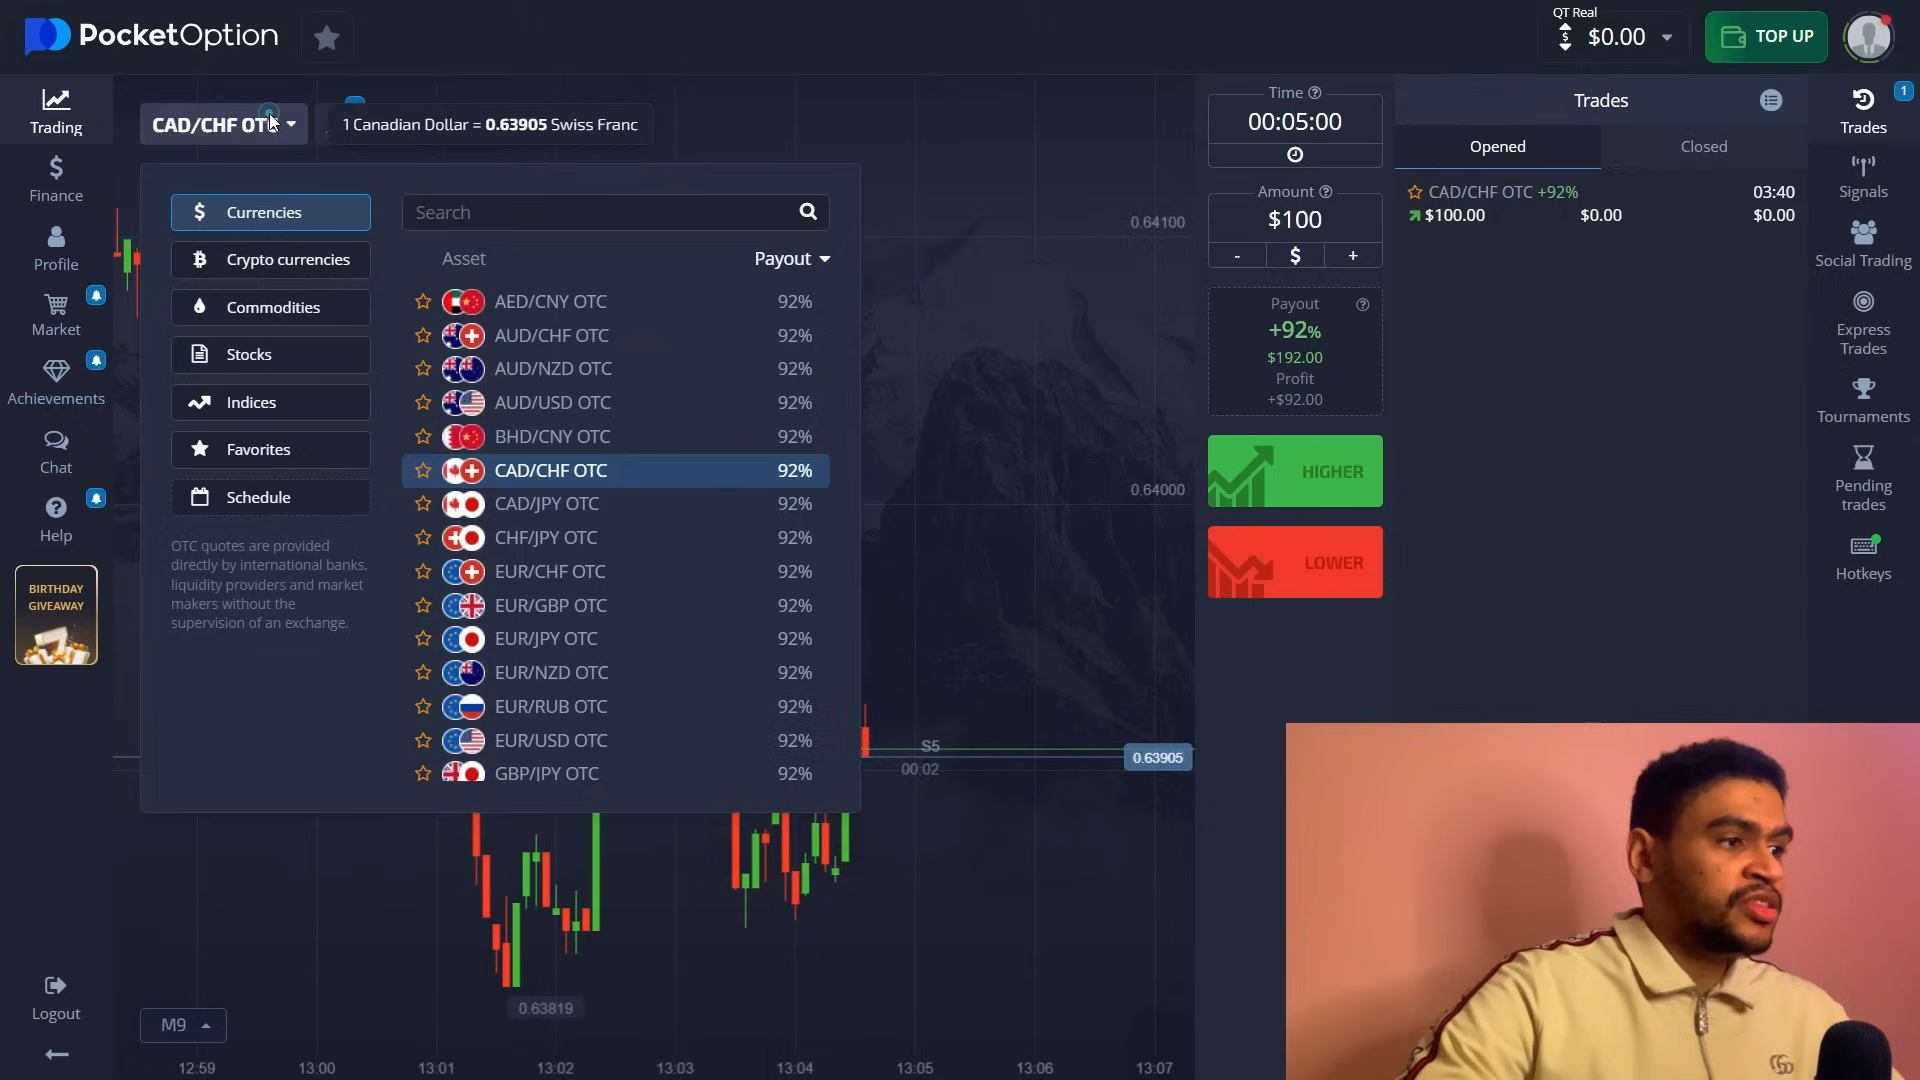 PocketOption
QT Real
$0.00
TOP UP
Trading
Finance
Profile
Market
Achievements
Chat
Help
BIRTHDAY
GIVEAWAY
Logout
CAD/CHF OT
1 Canadian Dollar = 0.63905 Swiss Franc
Currencies
Crypto currencies
Commodities
Stocks
Indices
Favorites
Schedule
OTC quotes are provided
directly by international banks,
liquidity providers and market
makers without the
supervision of an exchange.
Search
Asset Payout
AED/CNY OTC 92%
AUD/CHF OTC 92%
AUD/NZD OTC 92%
AUD/USD OTC 92%
BHD/CNY OTC 92%
CAD/CHF OTC 92%
CAD/JPY OTC 92%
CHF/JPY OTC 92%
EUR/CHF OTC 92%
EUR/GBP OTC 92%
EUR/JPY OTC 92%
EUR/NZD OTC 92%
EUR/RUB OTC 92%
EUR/USD OTC 92%
GBP/JPY OTC 92%
0.64100
0.64000
S5
00:02
0.63905
0.63819
M9
12:59 13:00 13:01 13:02 13:03 13:04 13:05 13:06 13:07
Time
00:05:00
Amount
$100
- $ +
Payout
+92%
$192.00
Profit
+$92.00
HIGHER
LOWER
Trades
Opened Closed
CAD/CHF OTC +92% 03:40
$100.00 $0.00 $0.00
1
Trades
Signals
Social Trading
Express
Trades
Tournaments
Pending
trades
Hotkeys